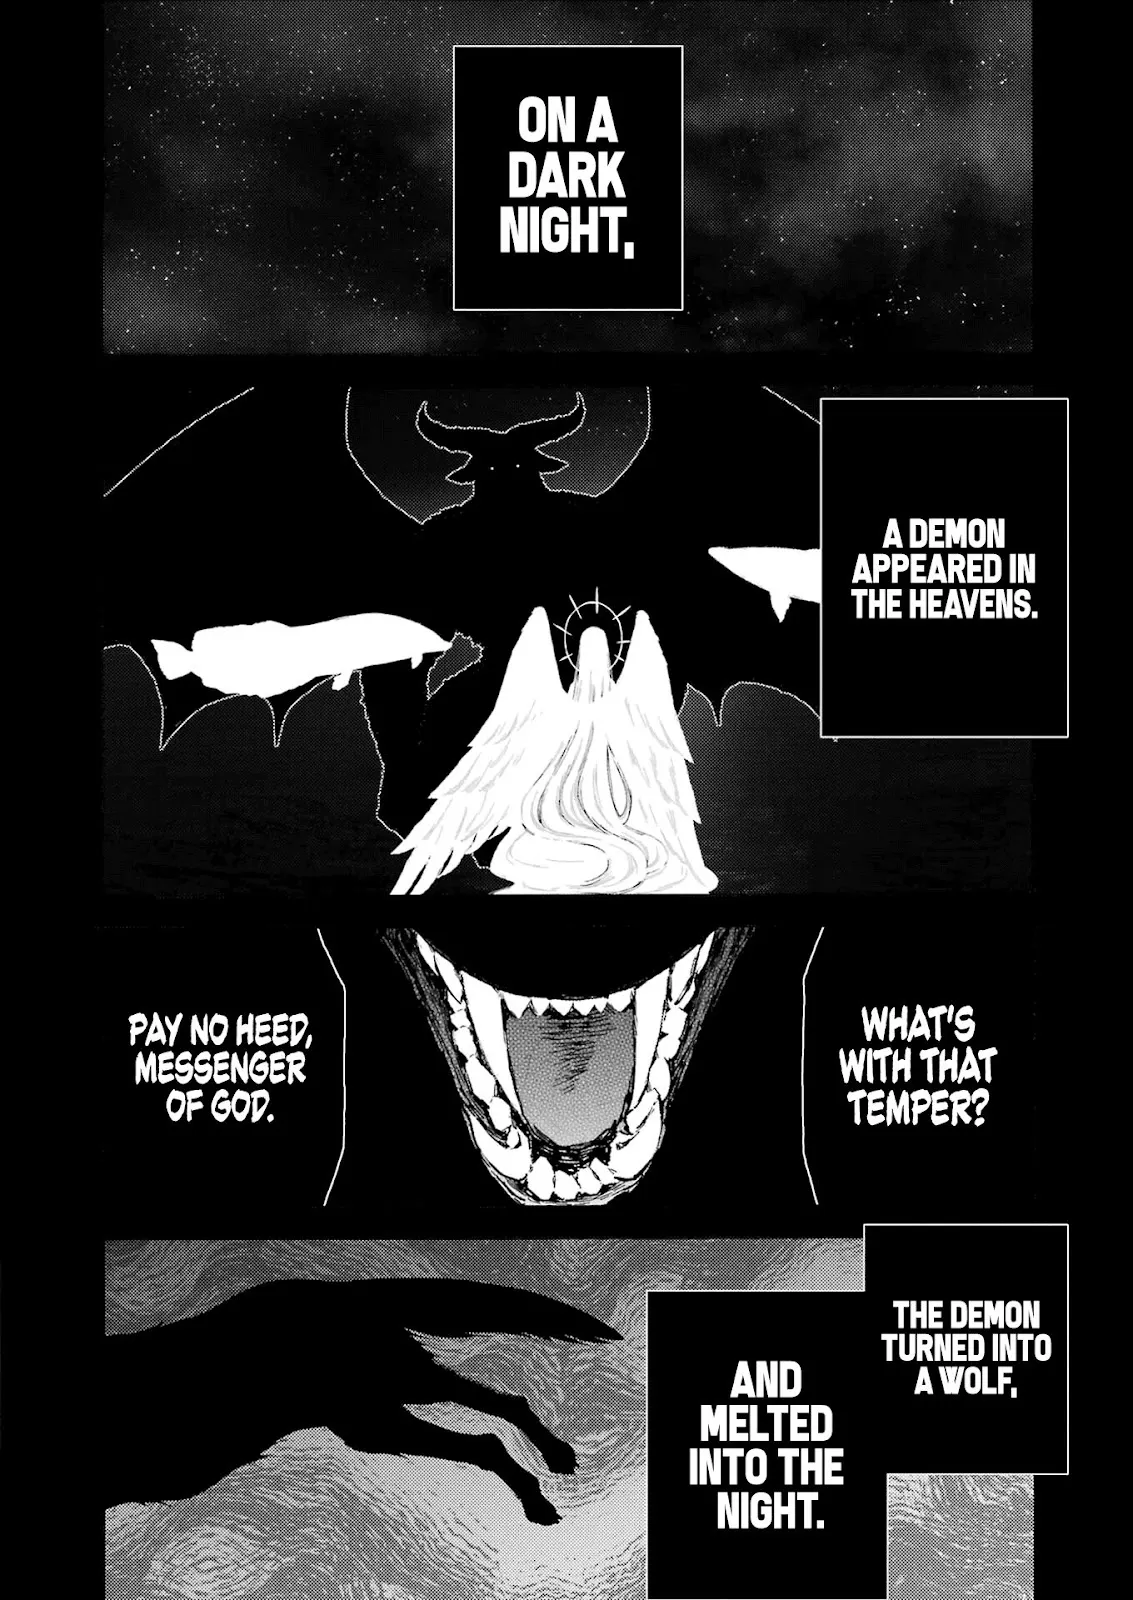 ON A
DARK
NIGHT,
A DEMON
APPEARED IN
THE HEAVENS.
WHAT'S
WITH THAT
TEMPER?
PAY NO HEED,
MESSENGER
OF GOD.
THE DEMON
TURNED INTO
A WOLF,
AND
MELTED
INTO THE
NIGHT.